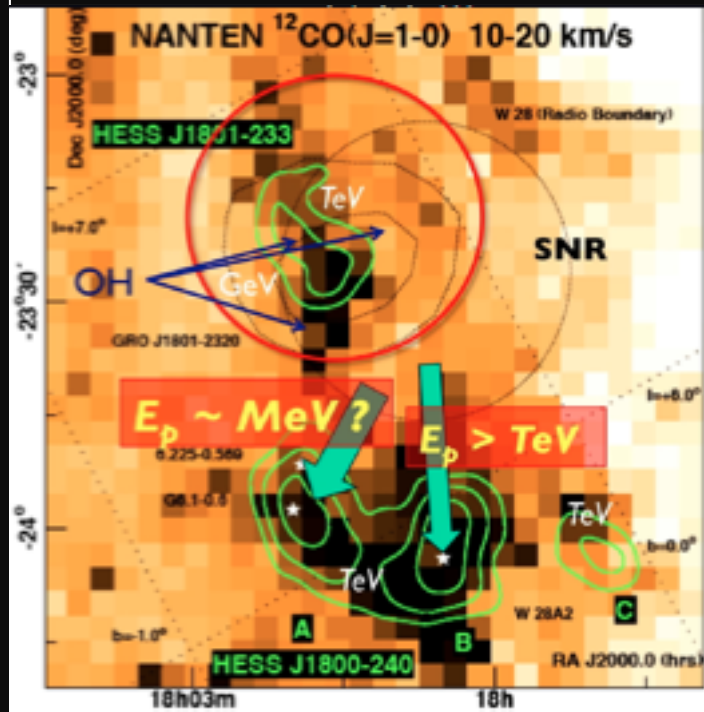 NANTEN ¹²CO(J=1-0) 10-20 km/s
-23°
Dec J2000.0 (deg)
W 28 (Radio Boundary)
HESS J1801-233
TeV
l=+7.0°
SNR
OH
GeV
-23°30'
GRO J1801-2320
l=+6.0°
E_p ~ MeV ?
E_p > TeV
6.225-0.569
G6.1-0.6
-24°
TeV
b=0.0°
TeV
W 28A2
C
A
B
b=-1.0°
HESS J1800-240
RA J2000.0 (hrs)
18h03m
18h